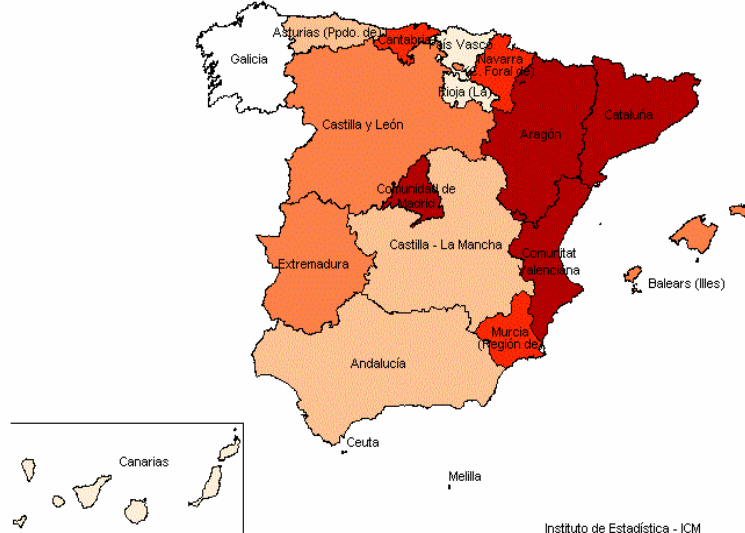 Asturias (Ppdo. de)
Cantabria
País Vasco
Galicia
Navarra
(C. Foral de)
Rioja (La)
Castilla y León
Aragón
Cataluña
Comunidad de
Madrid
Castilla - La Mancha
Comunitat
Valenciana
Extremadura
Balears (Illes)
Murcia
(Región de
Andalucía
Ceuta
Canarias
Melilla
Instituto de Estadística - ICM